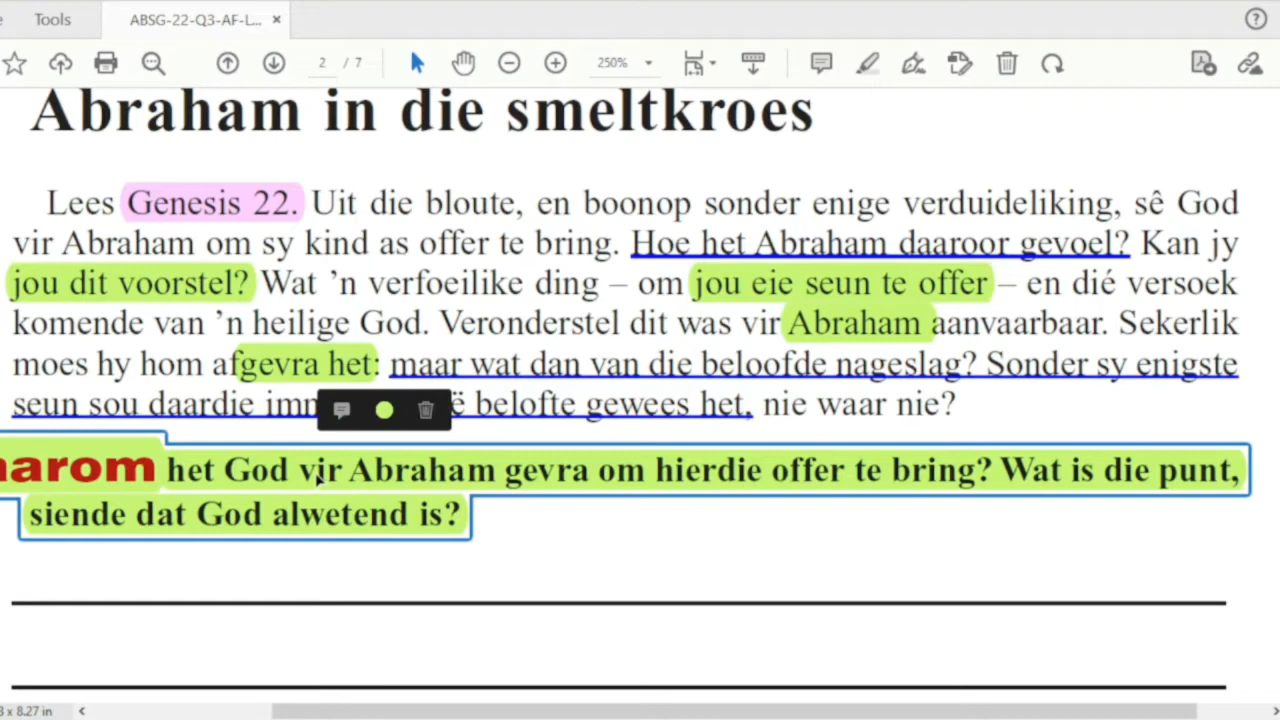 Tools ABSG-22-Q3-AF-L... ×
2 / 7 250%
Abraham in die smeltkroes
Lees Genesis 22. Uit die bloute, en boonop sonder enige verduideliking, sê God
vir Abraham om sy kind as offer te bring. Hoe het Abraham daaroor gevoel? Kan jy
jou dit voorstel? Wat ’n verfoeilike ding – om jou eie seun te offer – en dié versoek
komende van ’n heilige God. Veronderstel dit was vir Abraham aanvaarbaar. Sekerlik
moes hy hom afgevra het: maar wat dan van die beloofde nageslag? Sonder sy enigste
seun sou daardie belofte gewees het, nie waar nie?
het God vir Abraham gevra om hierdie offer te bring? Wat is die punt,
siende dat God alwetend is?
x 8.27 in